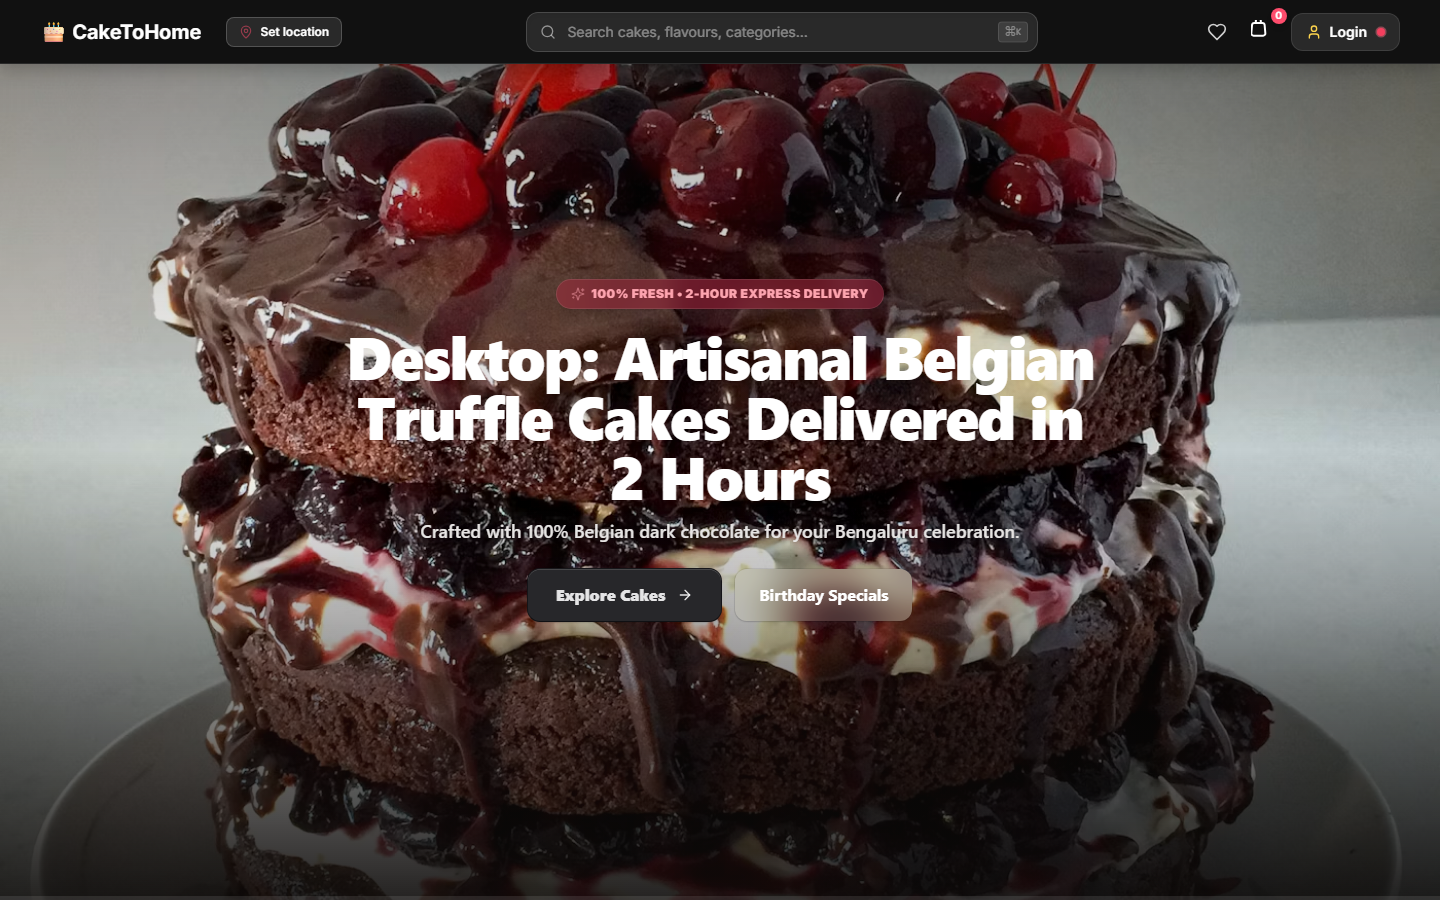 CakeToHome
Set location
Search cakes, flavours, categories...
⌘K
0
Login
100% FRESH • 2-HOUR EXPRESS DELIVERY
Desktop: Artisanal Belgian
Truffle Cakes Delivered in
2 Hours
Crafted with 100% Belgian dark chocolate for your Bengaluru celebration.
Explore Cakes →
Birthday Specials